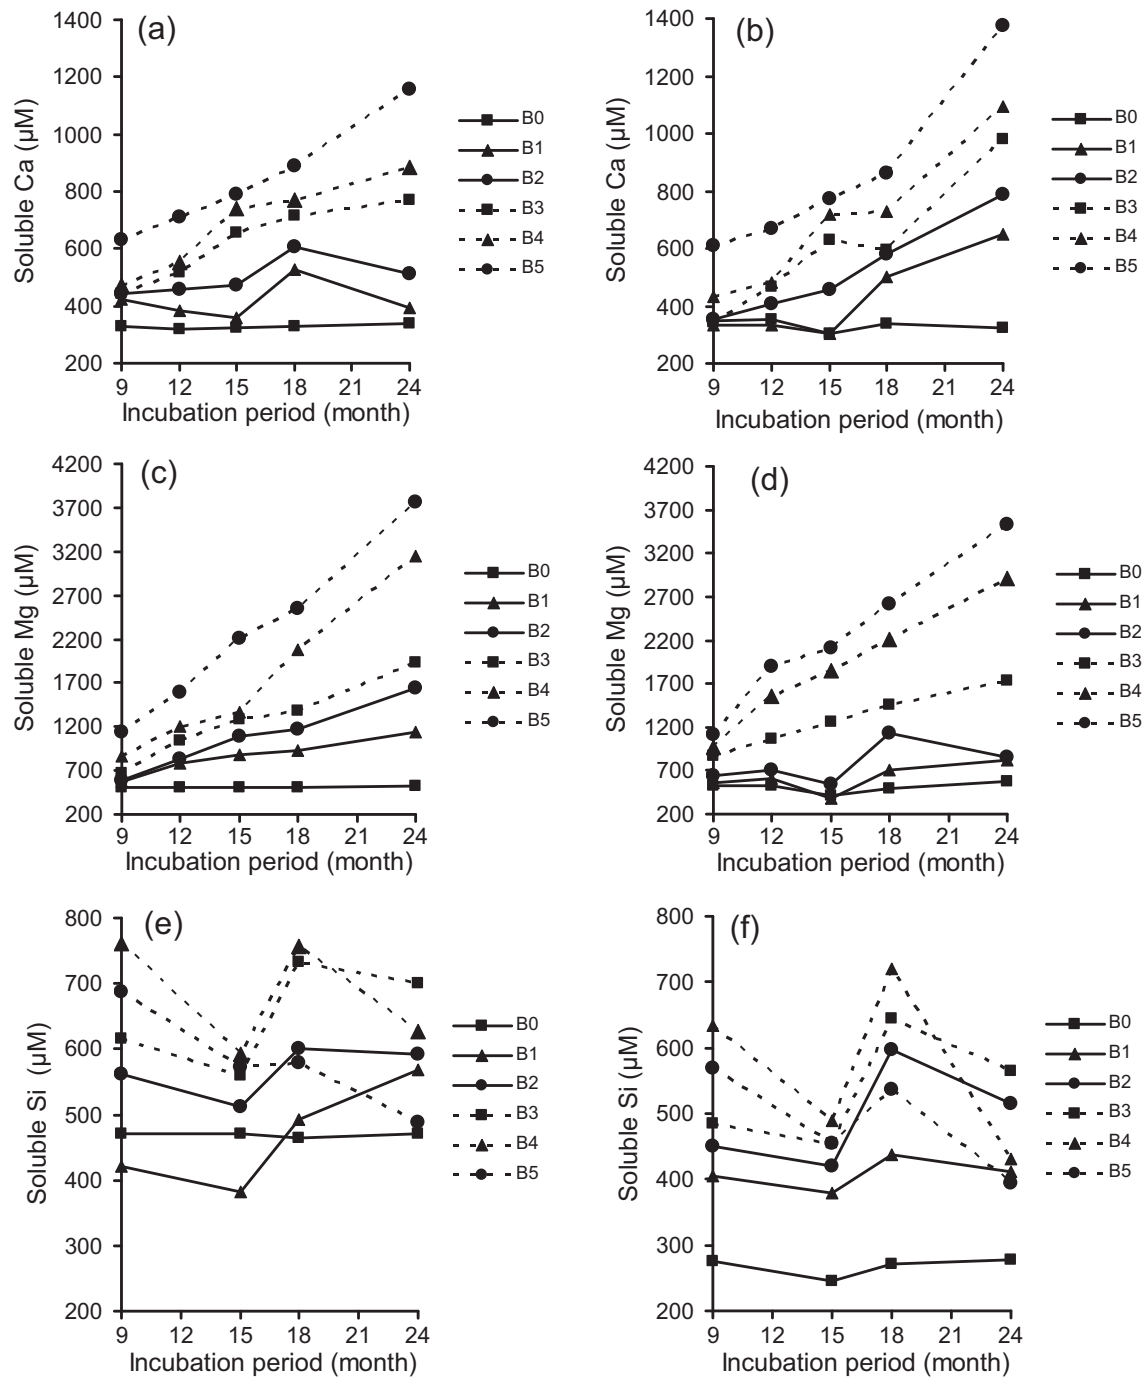 (a)
1400
1200
1000
800
600
400
200
Soluble Ca (µM)
9 12 15 18 21 24
Incubation period (month)
B0
B1
B2
B3
B4
B5
(b)
1400
1200
1000
800
600
400
200
Soluble Ca (µM)
9 12 15 18 21 24
Incubation period (month)
B0
B1
B2
B3
B4
B5
(c)
4200
3700
3200
2700
2200
1700
1200
700
200
Soluble Mg (µM)
9 12 15 18 21 24
Incubation period (month)
B0
B1
B2
B3
B4
B5
(d)
4200
3700
3200
2700
2200
1700
1200
700
200
Soluble Mg (µM)
9 12 15 18 21 24
Incubation period (month)
B0
B1
B2
B3
B4
B5
(e)
800
700
600
500
400
300
200
Soluble Si (µM)
9 12 15 18 21 24
Incubation period (month)
B0
B1
B2
B3
B4
B5
(f)
800
700
600
500
400
300
200
Soluble Si (µM)
9 12 15 18 21 24
Incubation period (month)
B0
B1
B2
B3
B4
B5